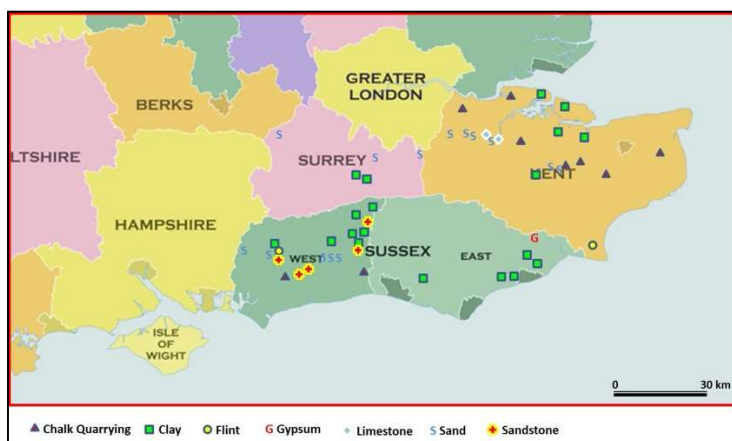 GREATER
LONDON
BERKS
S
S S S S
LTSHIRE
SURREY
S
S
KENT
S S
HAMPSHIRE
G
SUSSEX
WEST
EAST
S
S
S S S
ISLE OF
WIGHT
0 30 km
Chalk Quarrying Clay Flint G Gypsum Limestone S Sand Sandstone